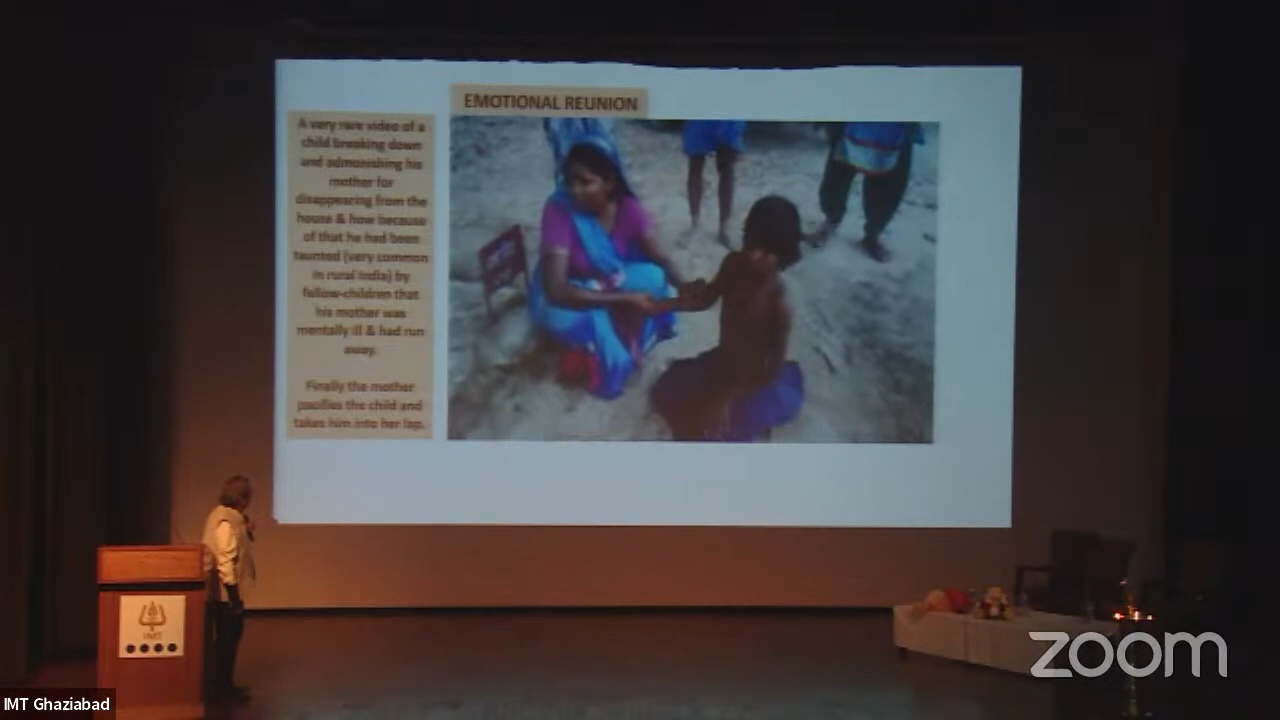 EMOTIONAL REUNION
A very rare video of a
child breaking down
and admonishing his
mother for
disappearing from the
house & how because
of that he had been
taunted (very common
in rural India) by
fellow-children that
his mother was
mentally ill & had run
away.
Finally the mother
pacifies the child and
takes him into her lap.
IMT
zoom
IMT Ghaziabad